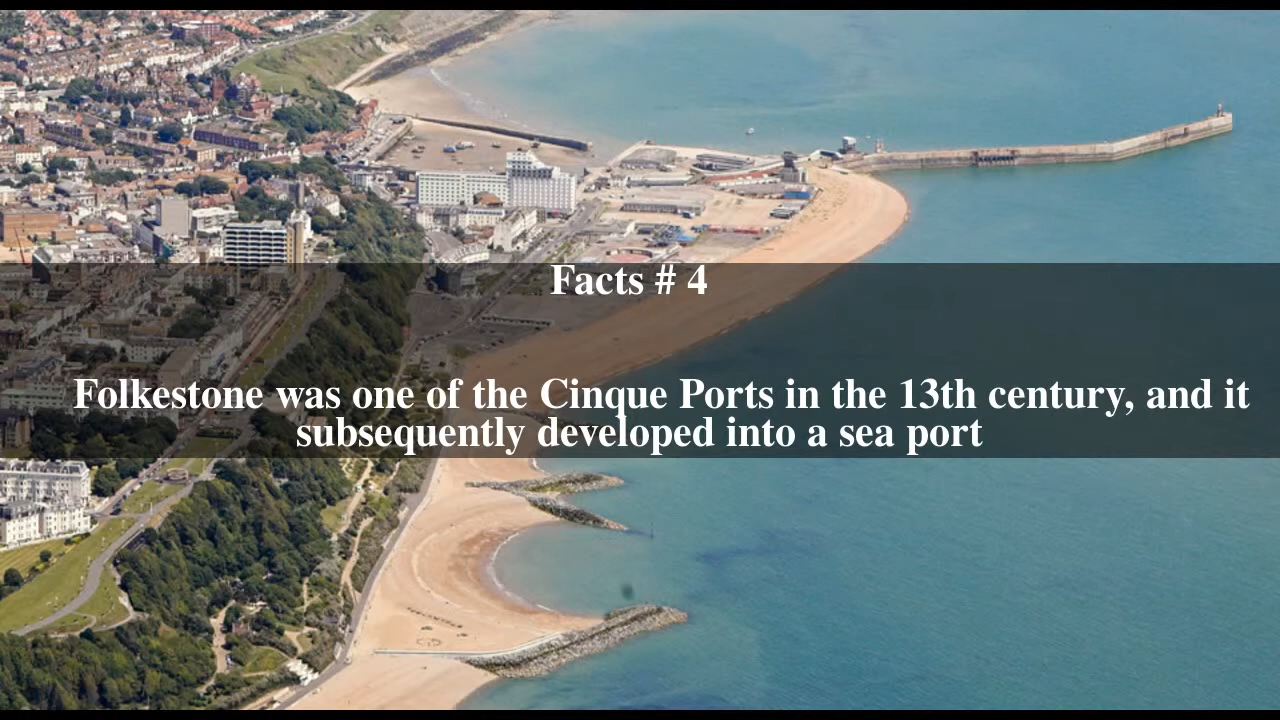 Facts # 4
Folkestone was one of the Cinque Ports in the 13th century, and it
subsequently developed into a sea port